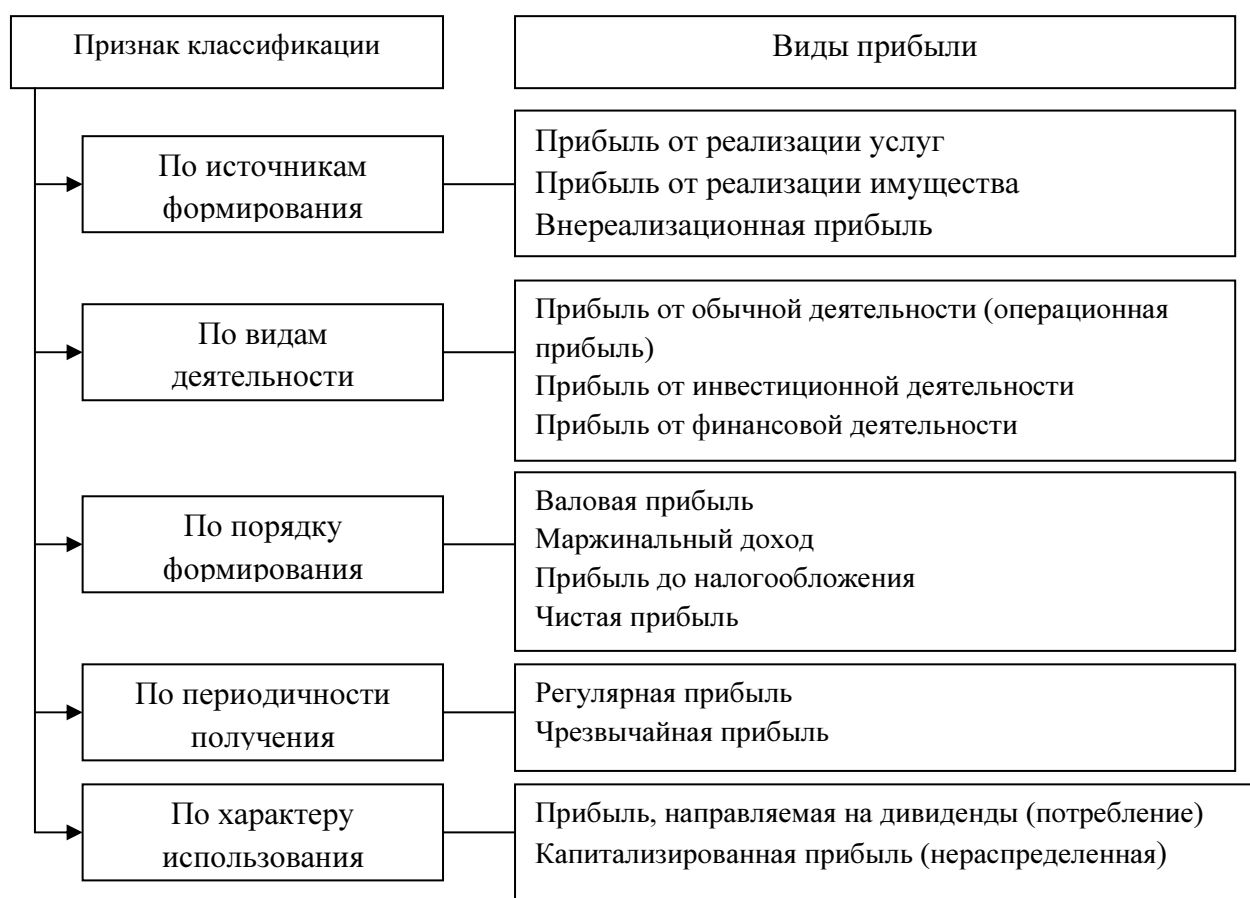 Признак классификации
Виды прибыли
По источникам
формирования
Прибыль от реализации услуг
Прибыль от реализации имущества
Внереализационная прибыль
По видам
деятельности
Прибыль от обычной деятельности (операционная
прибыль)
Прибыль от инвестиционной деятельности
Прибыль от финансовой деятельности
По порядку
формирования
Валовая прибыль
Маржинальный доход
Прибыль до налогообложения
Чистая прибыль
По периодичности
получения
Регулярная прибыль
Чрезвычайная прибыль
По характеру
использования
Прибыль, направляемая на дивиденды (потребление)
Капитализированная прибыль (нераспределенная)